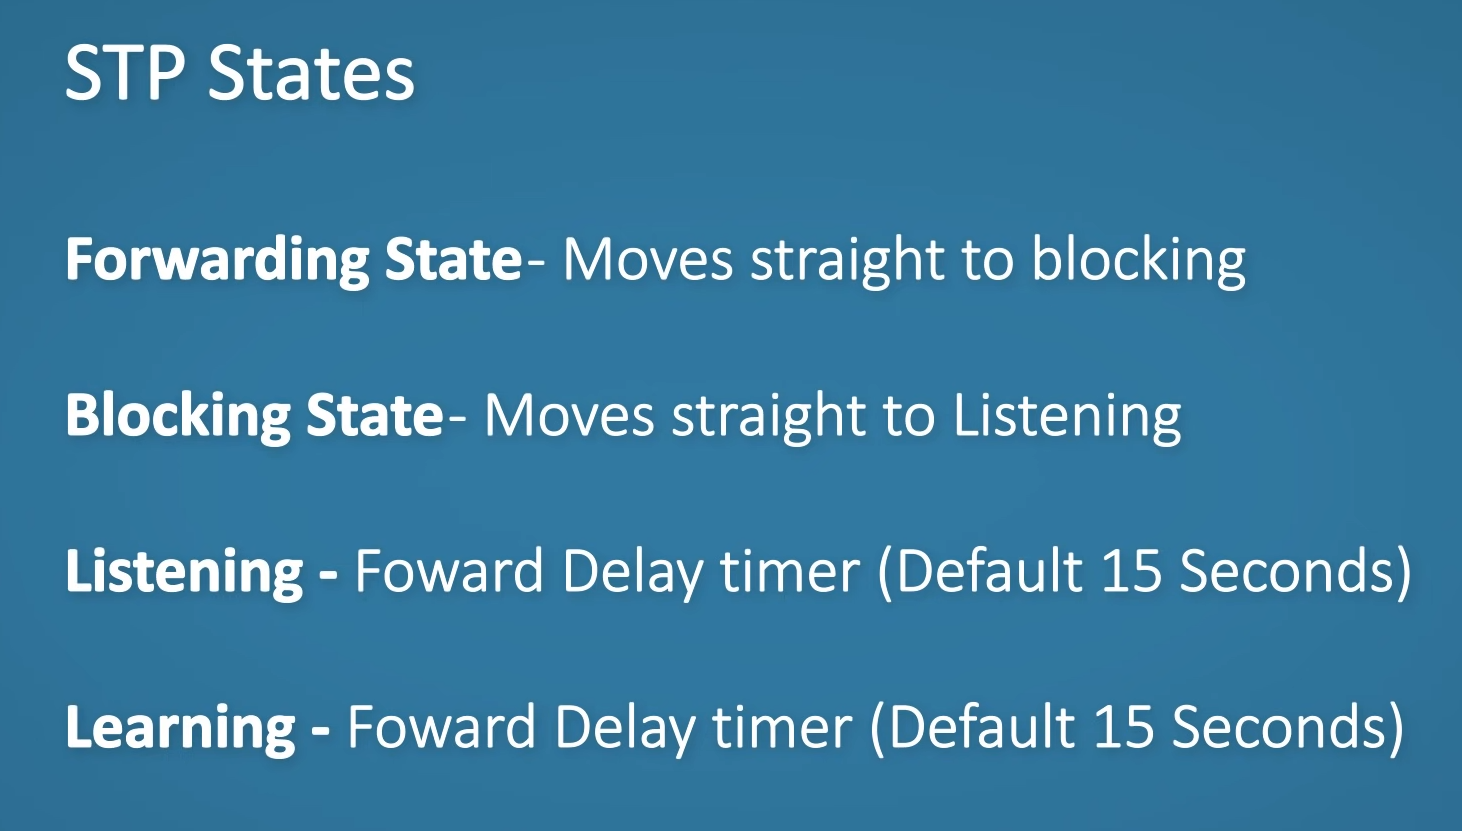 STP States
Forwarding State- Moves straight to blocking
Blocking State- Moves straight to Listening
Listening - Foward Delay timer (Default 15 Seconds)
Learning - Foward Delay timer (Default 15 Seconds)